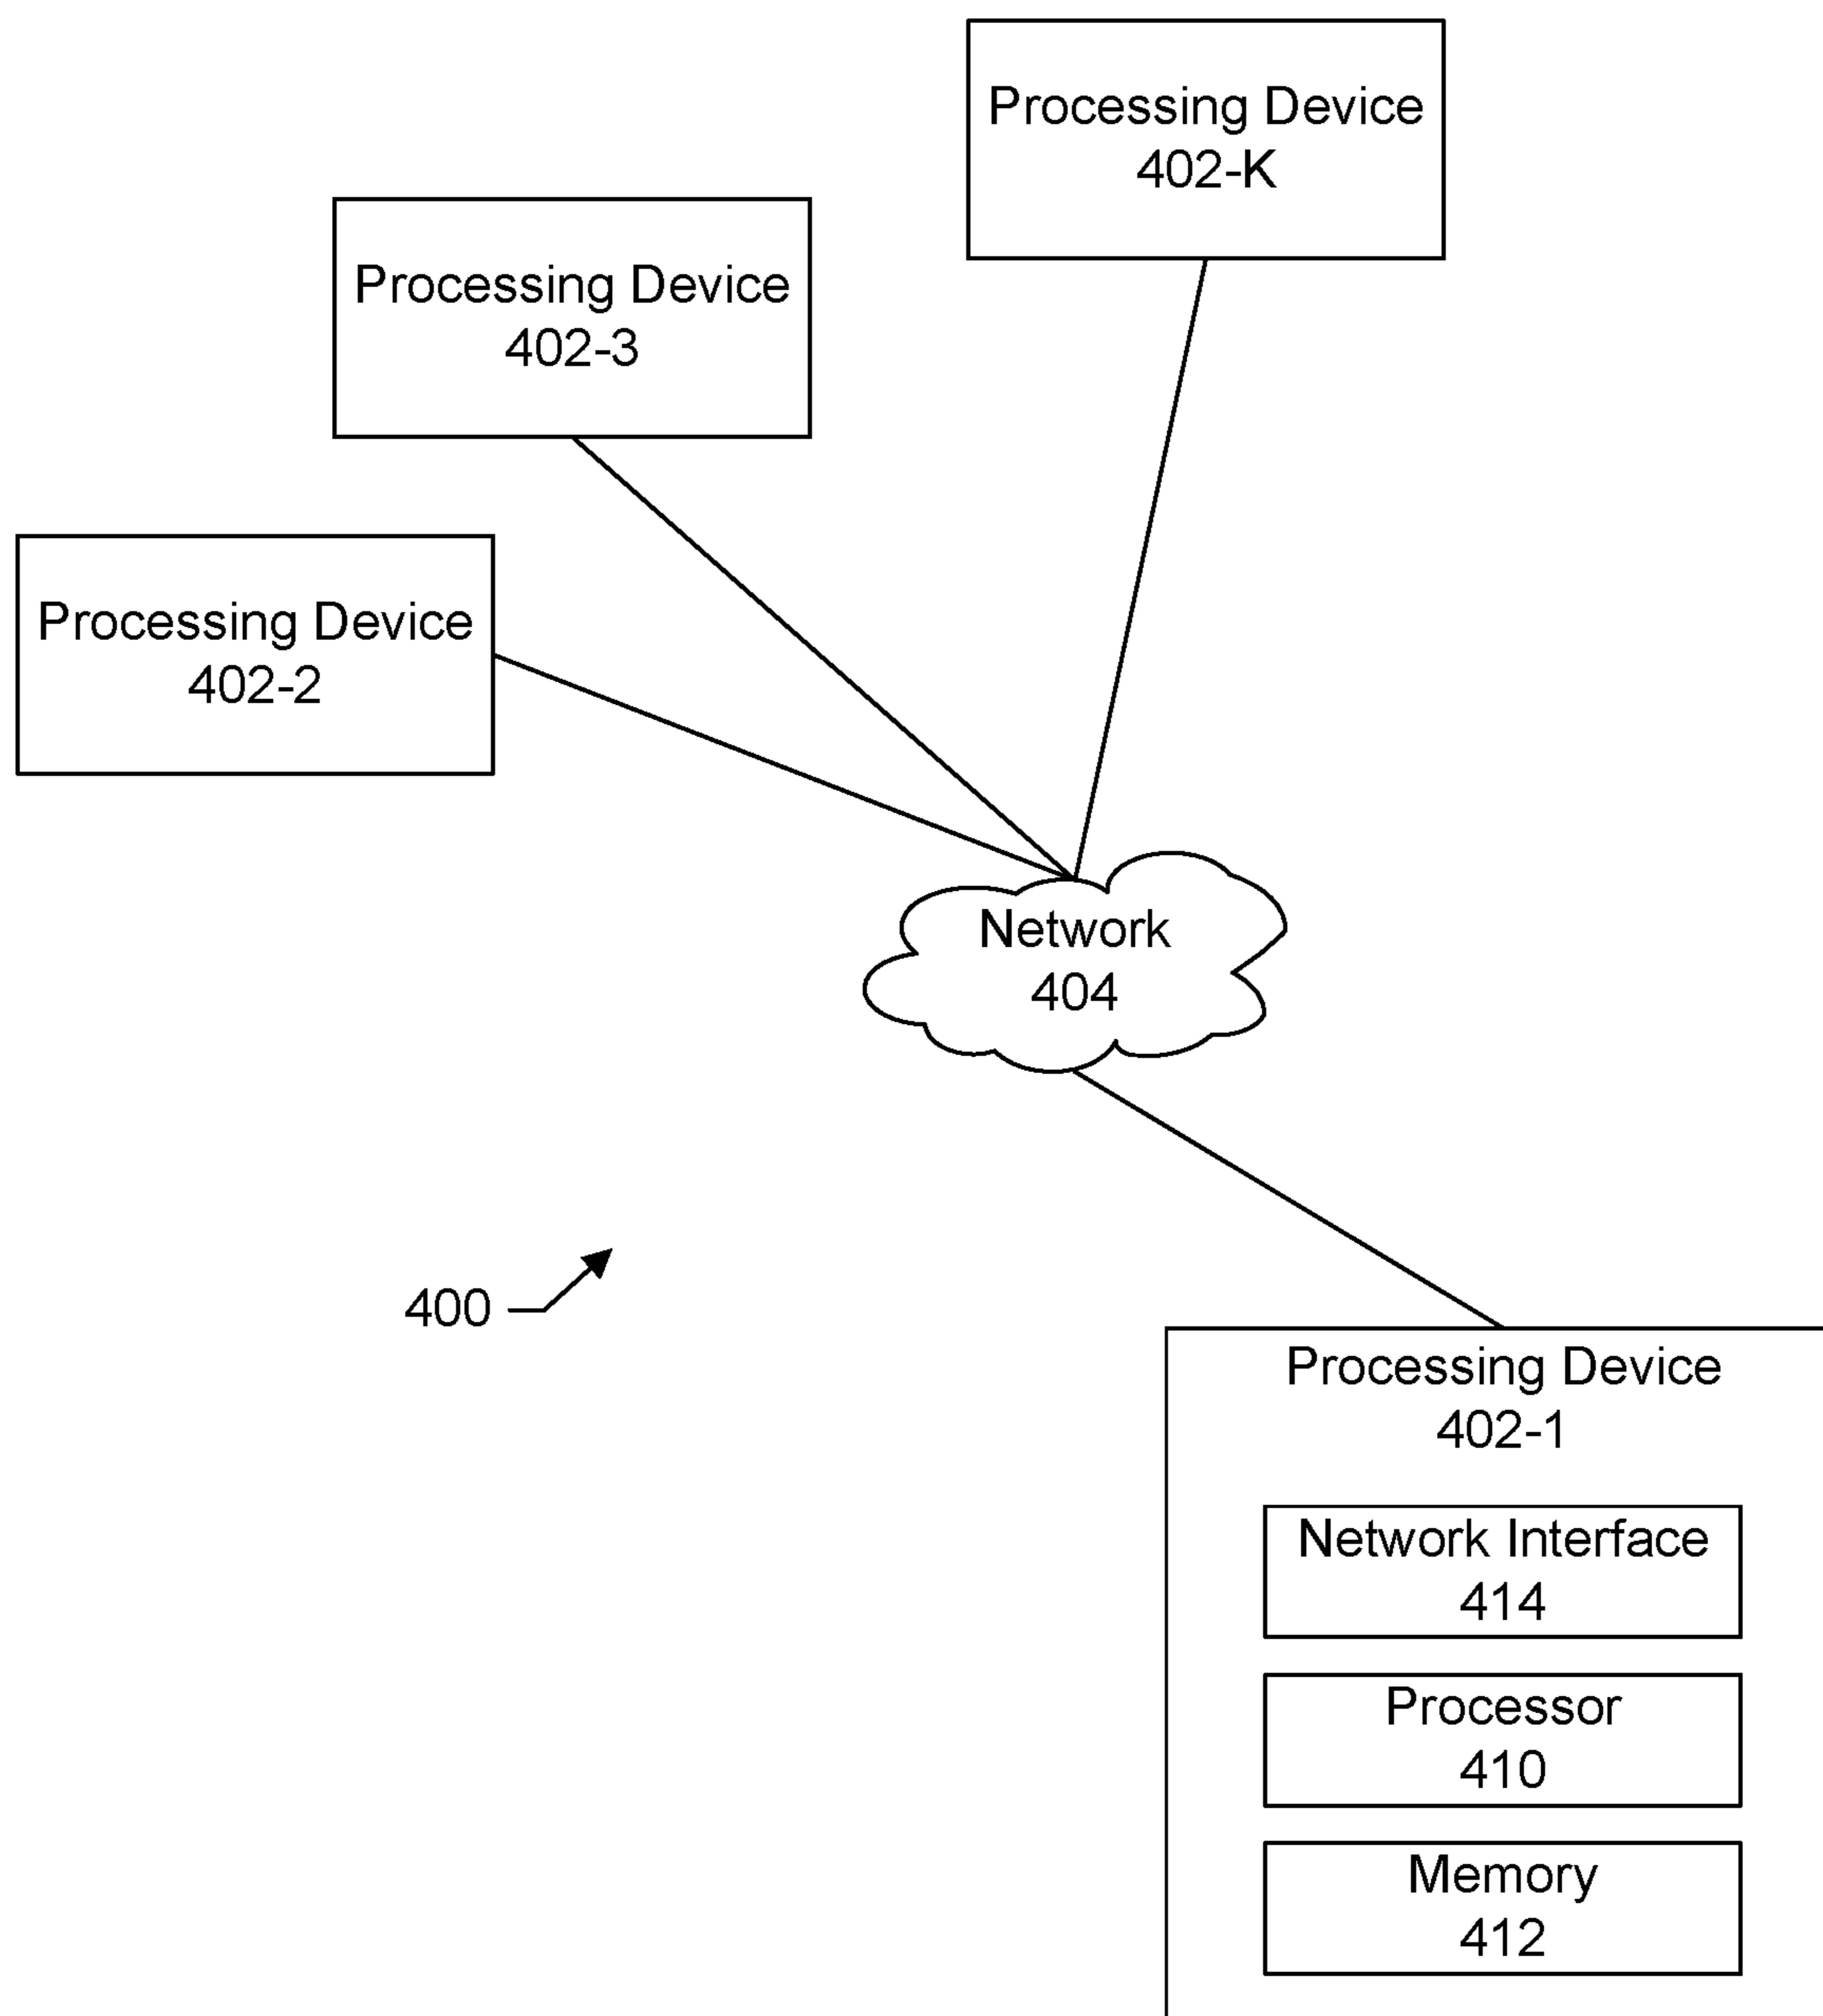 Processing Device
402-K
Processing Device
402-3
Processing Device
402-2
Network
404
400
Processing Device
402-1
Network Interface
414
Processor
410
Memory
412